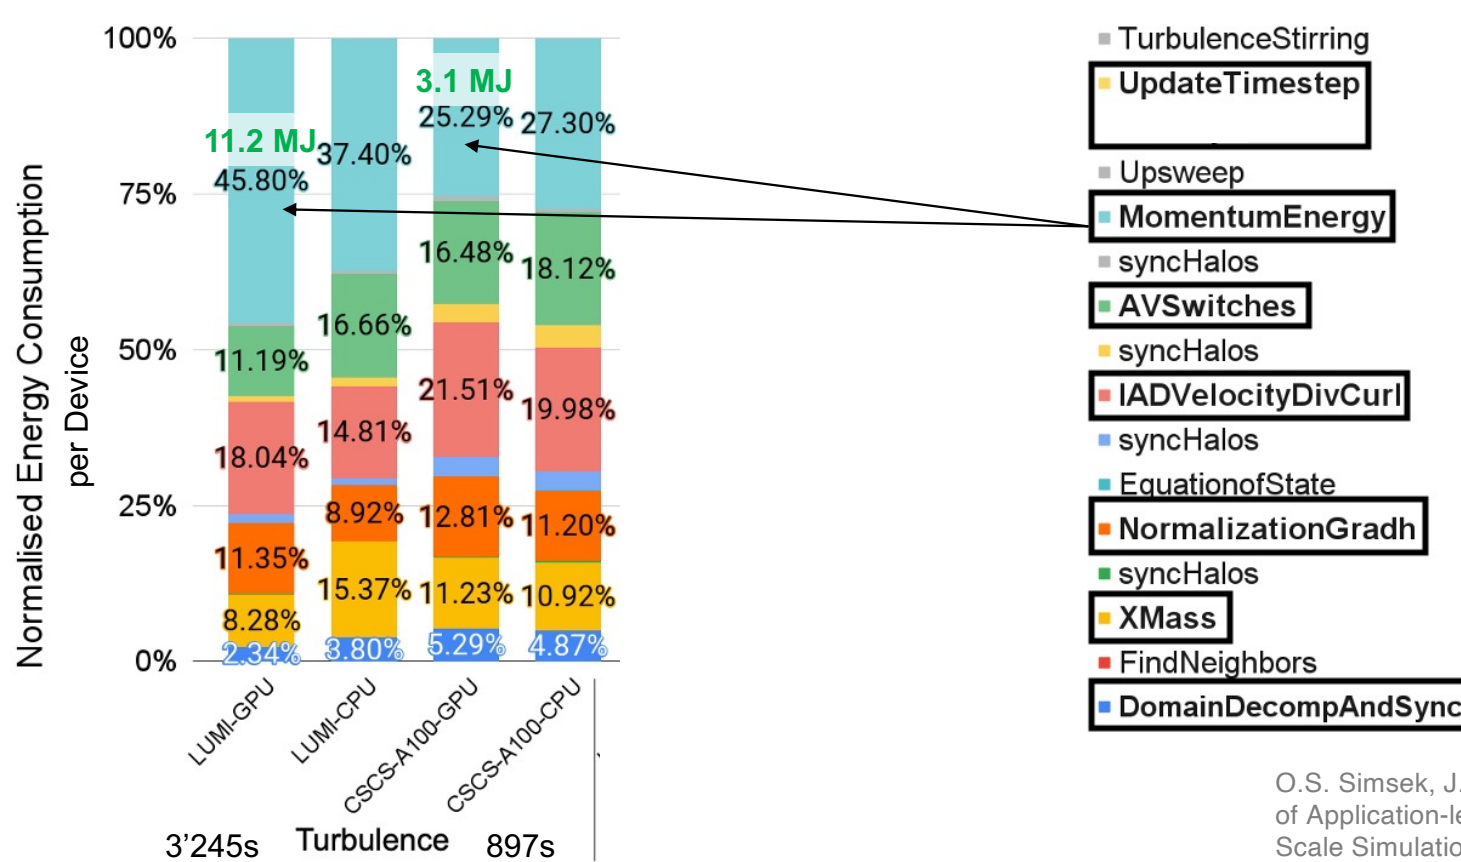 Normalised Energy Consumption
per Device
100%
75%
50%
25%
0%
11.2 MJ
45.80%
11.19%
18.04%
11.35%
8.28%
2.34%
37.40%
16.66%
14.81%
8.92%
15.37%
3.80%
3.1 MJ
25.29%
16.48%
21.51%
12.81%
11.23%
5.29%
27.30%
18.12%
19.98%
11.20%
10.92%
4.87%
LUMI-GPU
LUMI-CPU
CSCS-A100-GPU
CSCS-A100-CPU
3’245s
Turbulence
897s
TurbulenceStirring
UpdateTimestep
Upsweep
MomentumEnergy
syncHalos
AVSwitches
syncHalos
IADVelocityDivCurl
syncHalos
EquationofState
NormalizationGradh
syncHalos
XMass
FindNeighbors
DomainDecompAndSync
O.S. Simsek, J.
of Application-le
Scale Simulatio